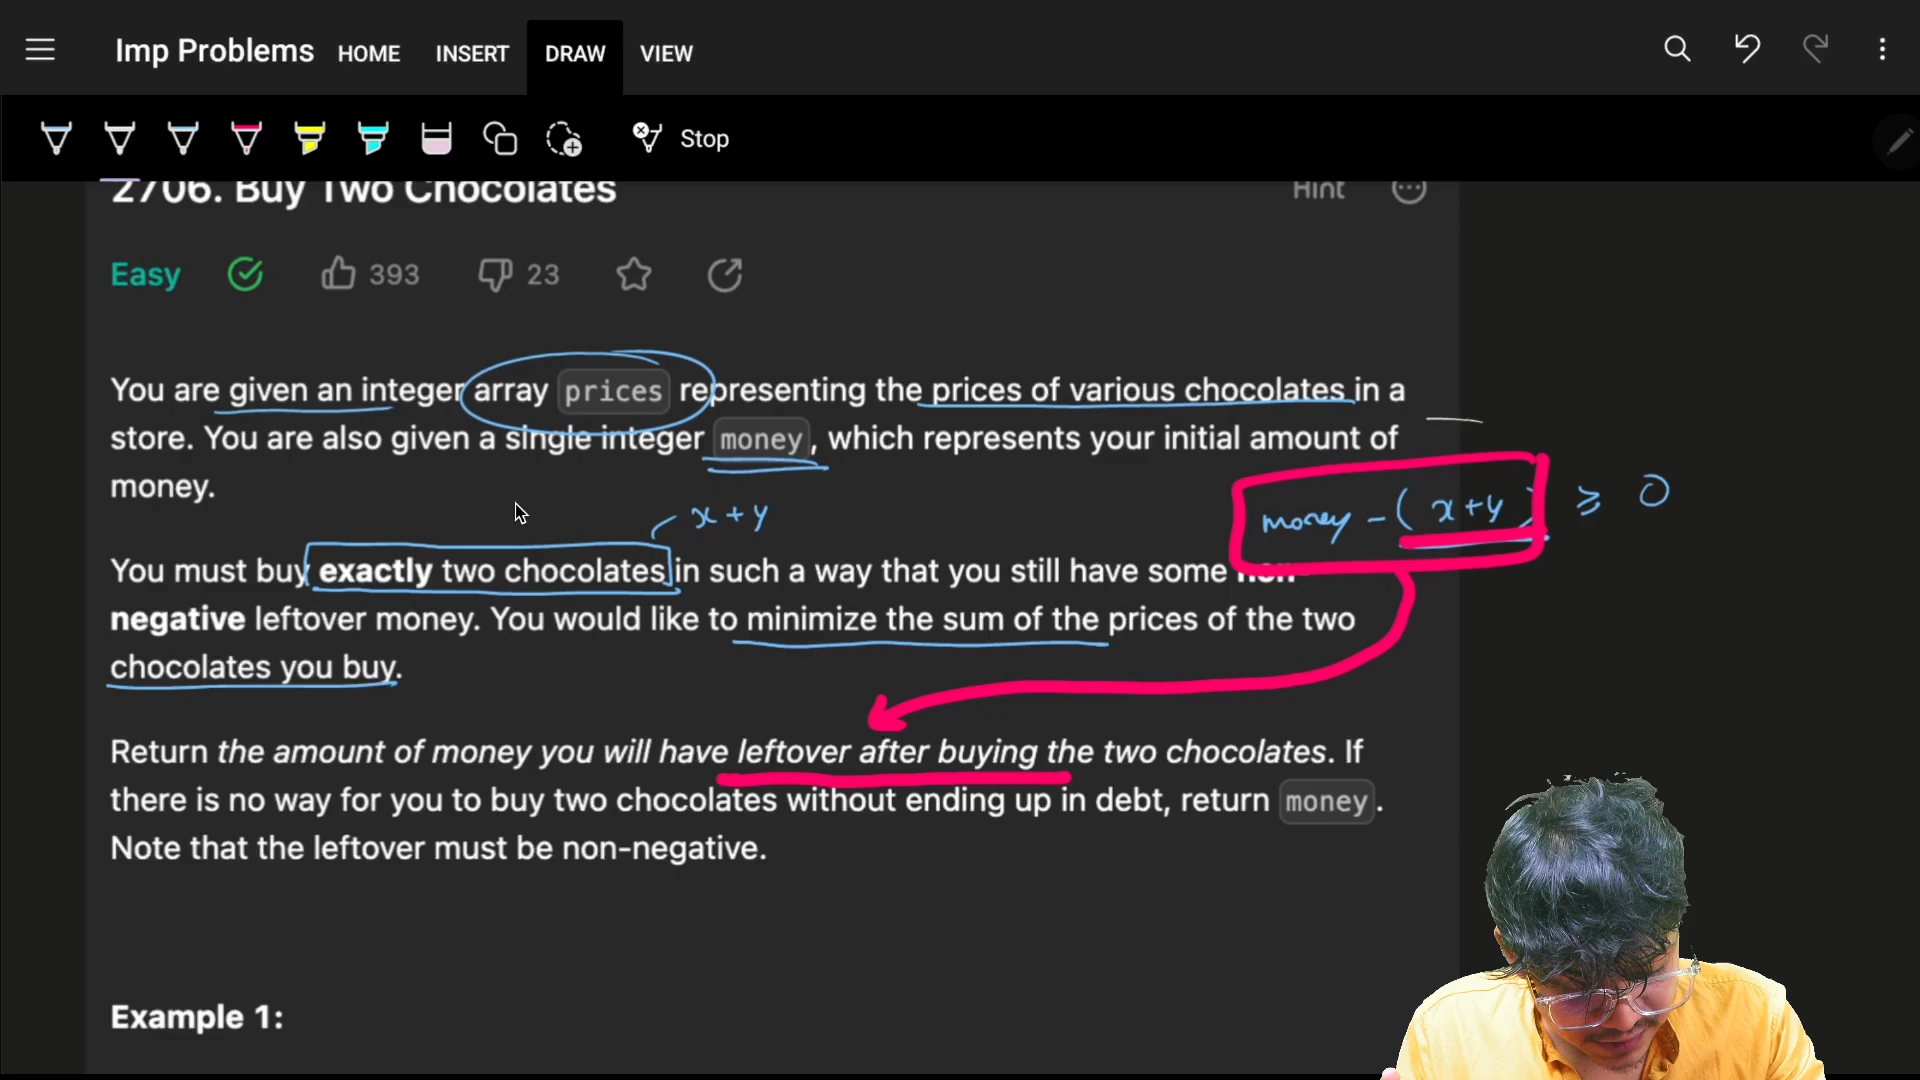 Imp Problems HOME INSERT DRAW VIEW
Stop
2706. Buy Two Chocolates Hint
Easy 393 23
You are given an integer array prices representing the prices of various chocolates in a
store. You are also given a single integer money, which represents your initial amount of
money.
money - (x+y) ≥ 0
x+y
You must buy exactly two chocolates in such a way that you still have some non-
negative leftover money. You would like to minimize the sum of the prices of the two
chocolates you buy.
Return the amount of money you will have leftover after buying the two chocolates. If
there is no way for you to buy two chocolates without ending up in debt, return money.
Note that the leftover must be non-negative.
Example 1: